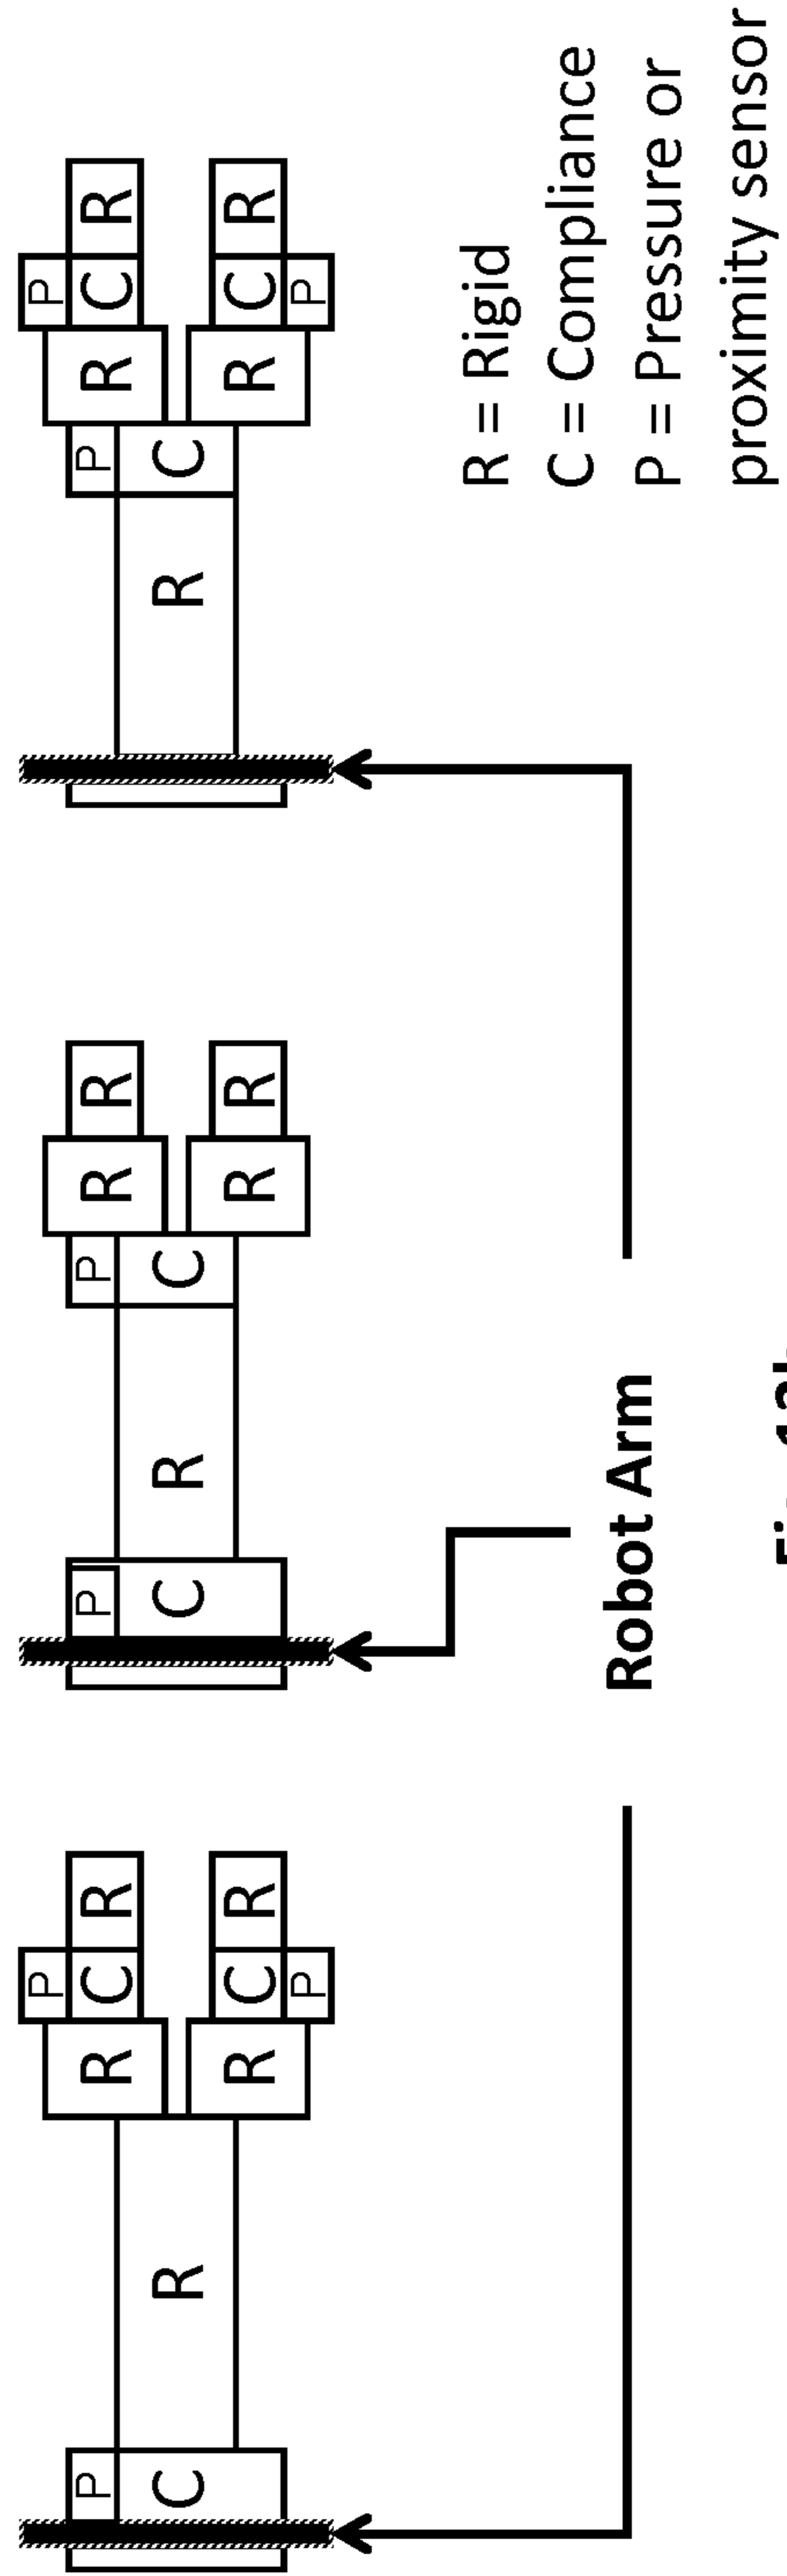 P P
P R C R P P R R P R C R
C R C R C R C
R C R R R R C R
P P
R = Rigid
C = Compliance
P = Pressure or
proximity sensor
Robot Arm